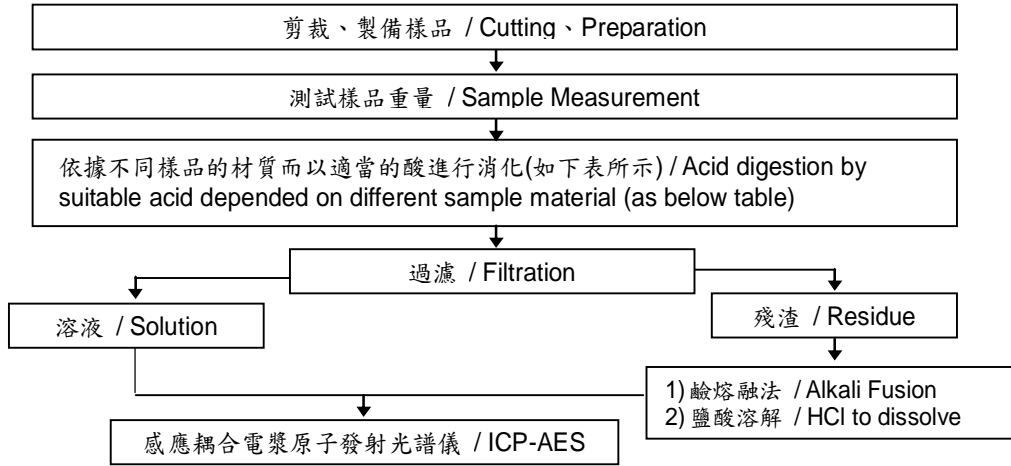 剪裁、製備樣品 / Cutting、Preparation
測試樣品重量 / Sample Measurement
依據不同樣品的材質而以適當的酸進行消化(如下表所示) / Acid digestion by
suitable acid depended on different sample material (as below table)
過濾 / Filtration
溶液 / Solution
殘渣 / Residue
1) 鹼熔融法 / Alkali Fusion
2) 鹽酸溶解 / HCl to dissolve
感應耦合電漿原子發射光譜儀 / ICP-AES